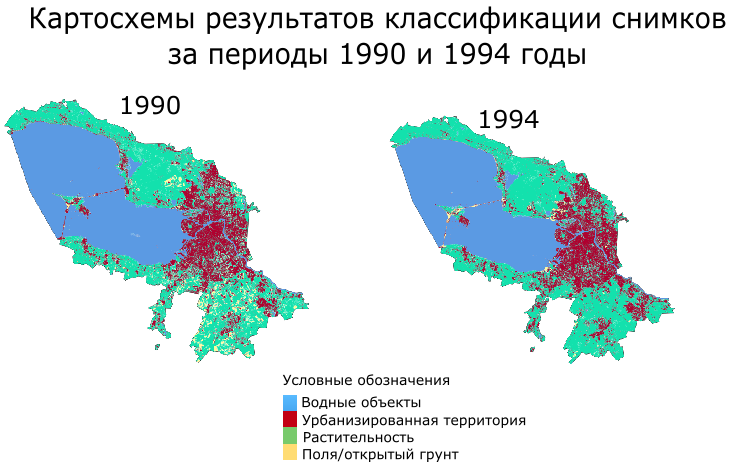 Картосхемы результатов классификации снимков
за периоды 1990 и 1994 годы
1990
1994
Условные обозначения
Водные объекты
Урбанизированная территория
Растительность
Поля/открытый грунт